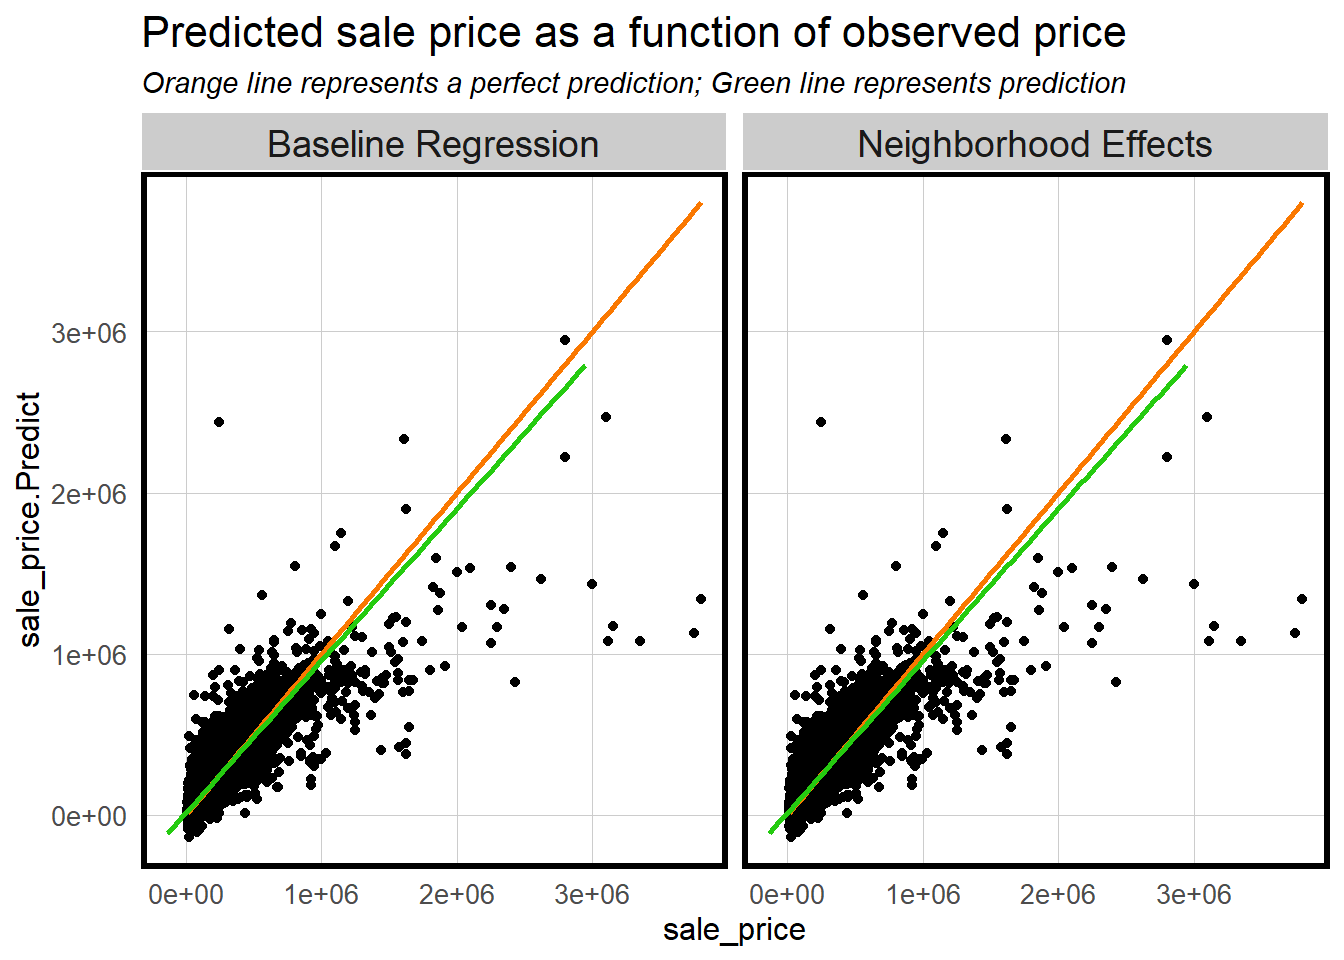 Predicted sale price as a function of observed price
Orange line represents a perfect prediction; Green line represents prediction
Baseline Regression
Neighborhood Effects
sale_price.Predict
3e+06
2e+06
1e+06
0e+00
0e+00 1e+06 2e+06 3e+06
0e+00 1e+06 2e+06 3e+06
sale_price